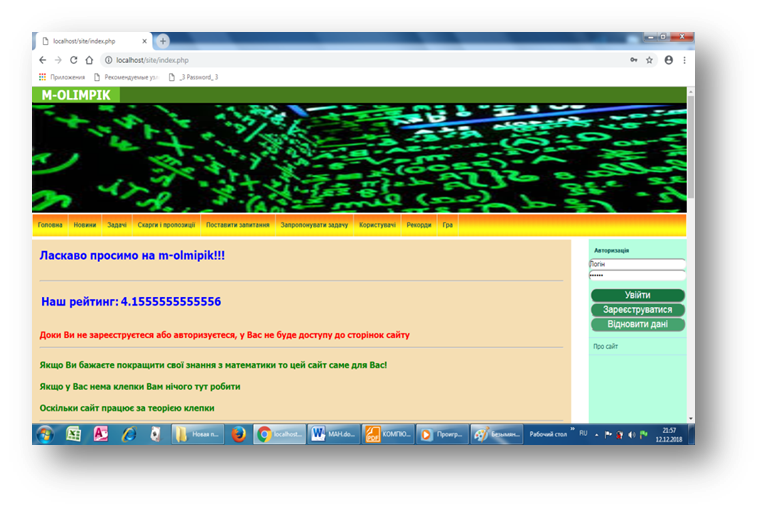 localhost/site/index.php
localhost/site/index.php
Приложения Рекомендуемые _3 Password_3
M-OLIMPIK
Головна Новини Задачі Скарги і пропозиції Поставити запитання Запропонувати задачу Користувачі Рекорди Гра
Ласкаво просимо на m-olmipik!!!
Наш рейтинг: 4.1555555555556
Доки Ви не зареєструєтеся або авторизуєтеся, у Вас не буде доступу до сторінок сайту
Якщо Ви бажаєте покращити свої знання з математики то цей сайт саме для Вас!
Якщо у Вас нема клепки Вам нічого тут робити
Оскільки сайт працює за теорією клепки
Авторизація
Логін
••••••
Увійти
Зареєструватися
Відновити дані
Про сайт
Новая п... localhost... МАН.do... КОМПЮ... Проигр... Безымян... Рабочий стол RU 21:57
12.12.2018